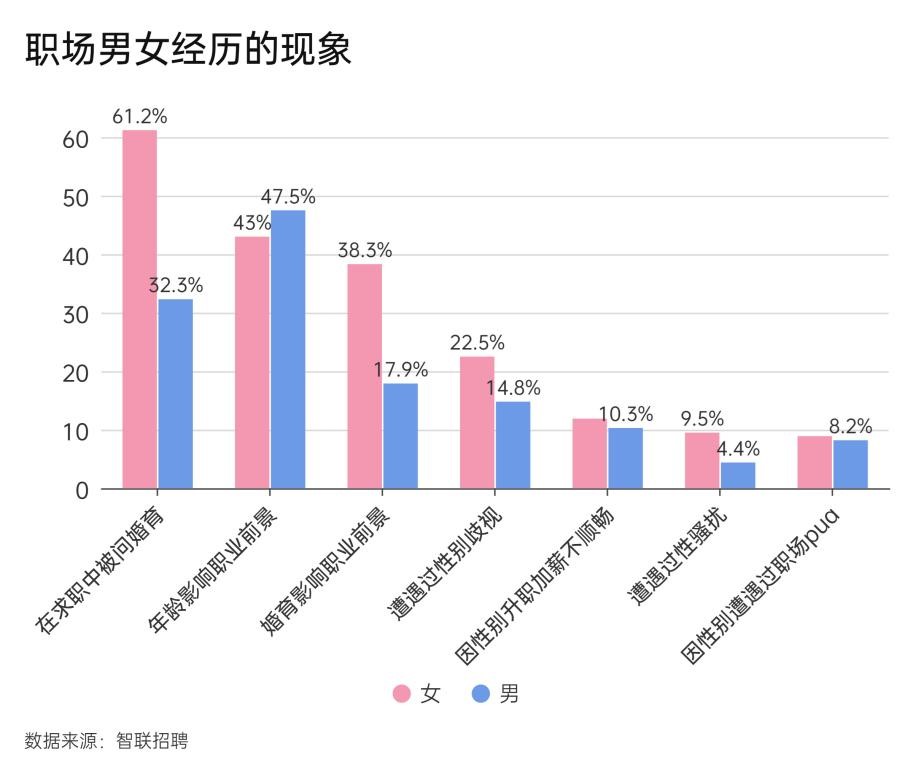 职场男女经历的现象
61.2%
32.3%
43%
47.5%
38.3%
17.9%
22.5%
14.8%
10.3%
9.5%
4.4%
8.2%
60
50
40
30
20
10
0
在求职中被问婚育
年龄影响职业前景
婚育影响职业前景
遭遇过性别歧视
因性别升职加薪不顺畅
遭遇过性骚扰
因性别遭遇过职场pua
女 男
数据来源：智联招聘